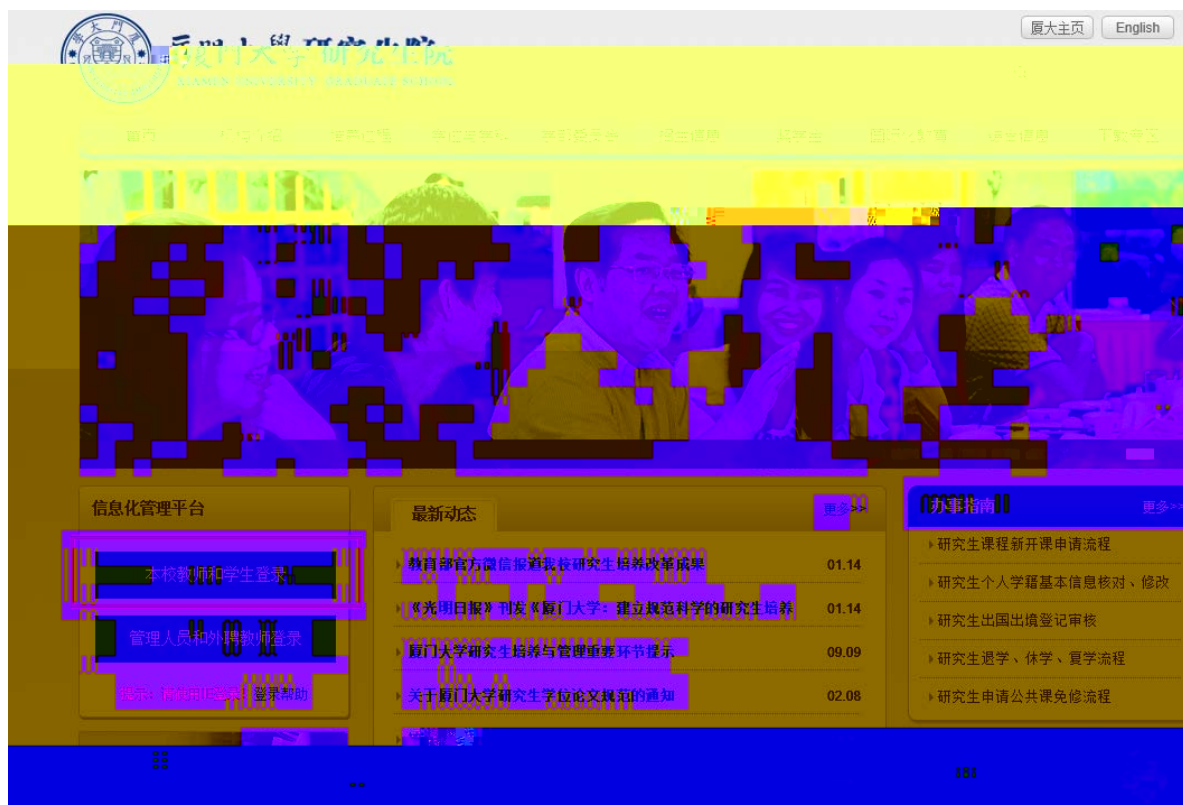 厦大主页 English
厦門大學 研究生院
XIAMEN UNIVERSITY GRADUATE SCHOOL
首页
信息化管理平台
本校教师和学生登录
管理人员和外聘教师登录
登录帮助
最新动态 更多>>
教育部官方微信报道我校研究生培养改革成果 01.14
《光明日报》刊发《厦门大学：建立规范科学的研究生培养 01.14
厦门大学研究生培养与管理重要环节提示 09.09
关于厦门大学研究生学位论文规范的通知 02.08
办事指南 更多>>
研究生课程新开课申请流程
研究生个人学籍基本信息核对、修改
研究生出国出境登记审核
研究生退学、休学、复学流程
研究生申请公共课免修流程